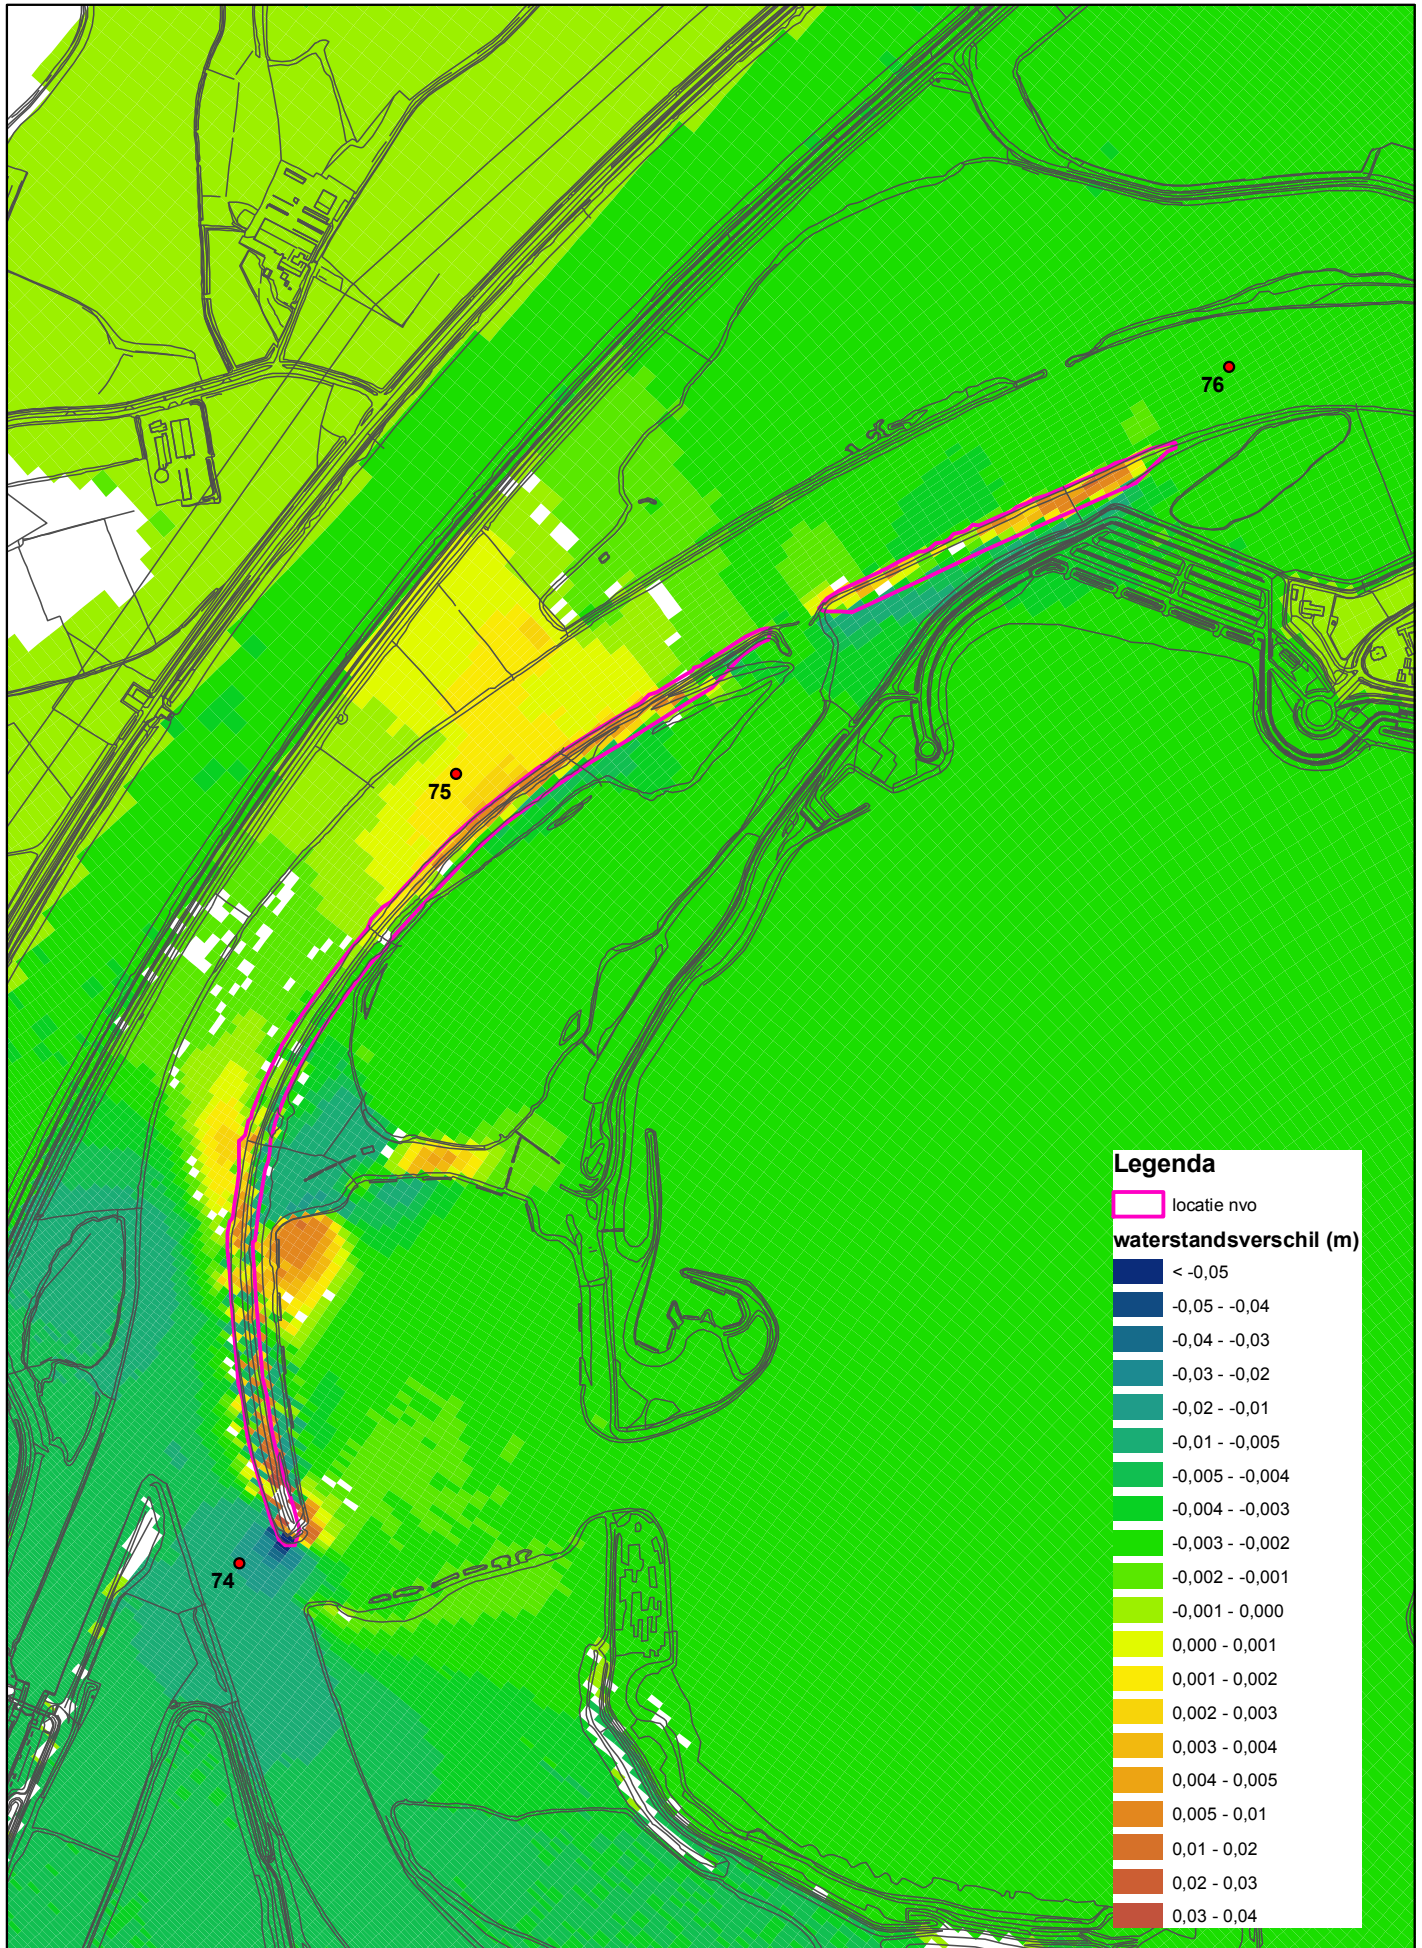 76
75
74
Legenda
locatie nvo
waterstandsverschil (m)
< -0,05
-0,05 - -0,04
-0,04 - -0,03
-0,03 - -0,02
-0,02 - -0,01
-0,01 - -0,005
-0,005 - -0,004
-0,004 - -0,003
-0,003 - -0,002
-0,002 - -0,001
-0,001 - 0,000
0,000 - 0,001
0,001 - 0,002
0,002 - 0,003
0,003 - 0,004
0,004 - 0,005
0,005 - 0,01
0,01 - 0,02
0,02 - 0,03
0,03 - 0,04